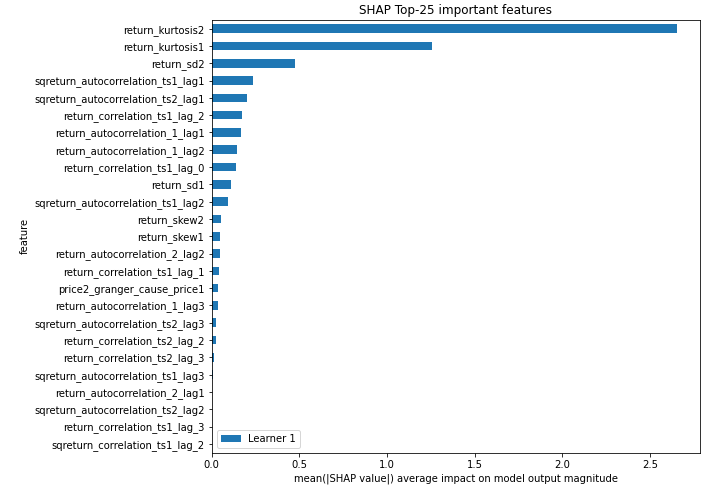 SHAP Top-25 important features
feature
return_kurtosis2
return_kurtosis1
return_sd2
sqreturn_autocorrelation_ts1_lag1
sqreturn_autocorrelation_ts2_lag1
return_correlation_ts1_lag_2
return_autocorrelation_1_lag1
return_autocorrelation_1_lag2
return_correlation_ts1_lag_0
return_sd1
sqreturn_autocorrelation_ts1_lag2
return_skew2
return_skew1
return_autocorrelation_2_lag2
return_correlation_ts1_lag_1
price2_granger_cause_price1
return_autocorrelation_1_lag3
sqreturn_autocorrelation_ts2_lag3
return_correlation_ts2_lag_2
return_correlation_ts2_lag_3
sqreturn_autocorrelation_ts1_lag3
return_autocorrelation_2_lag1
sqreturn_autocorrelation_ts2_lag2
return_correlation_ts1_lag_3
sqreturn_correlation_ts1_lag_2
Learner 1
0.0 0.5 1.0 1.5 2.0 2.5
mean(|SHAP value|) average impact on model output magnitude